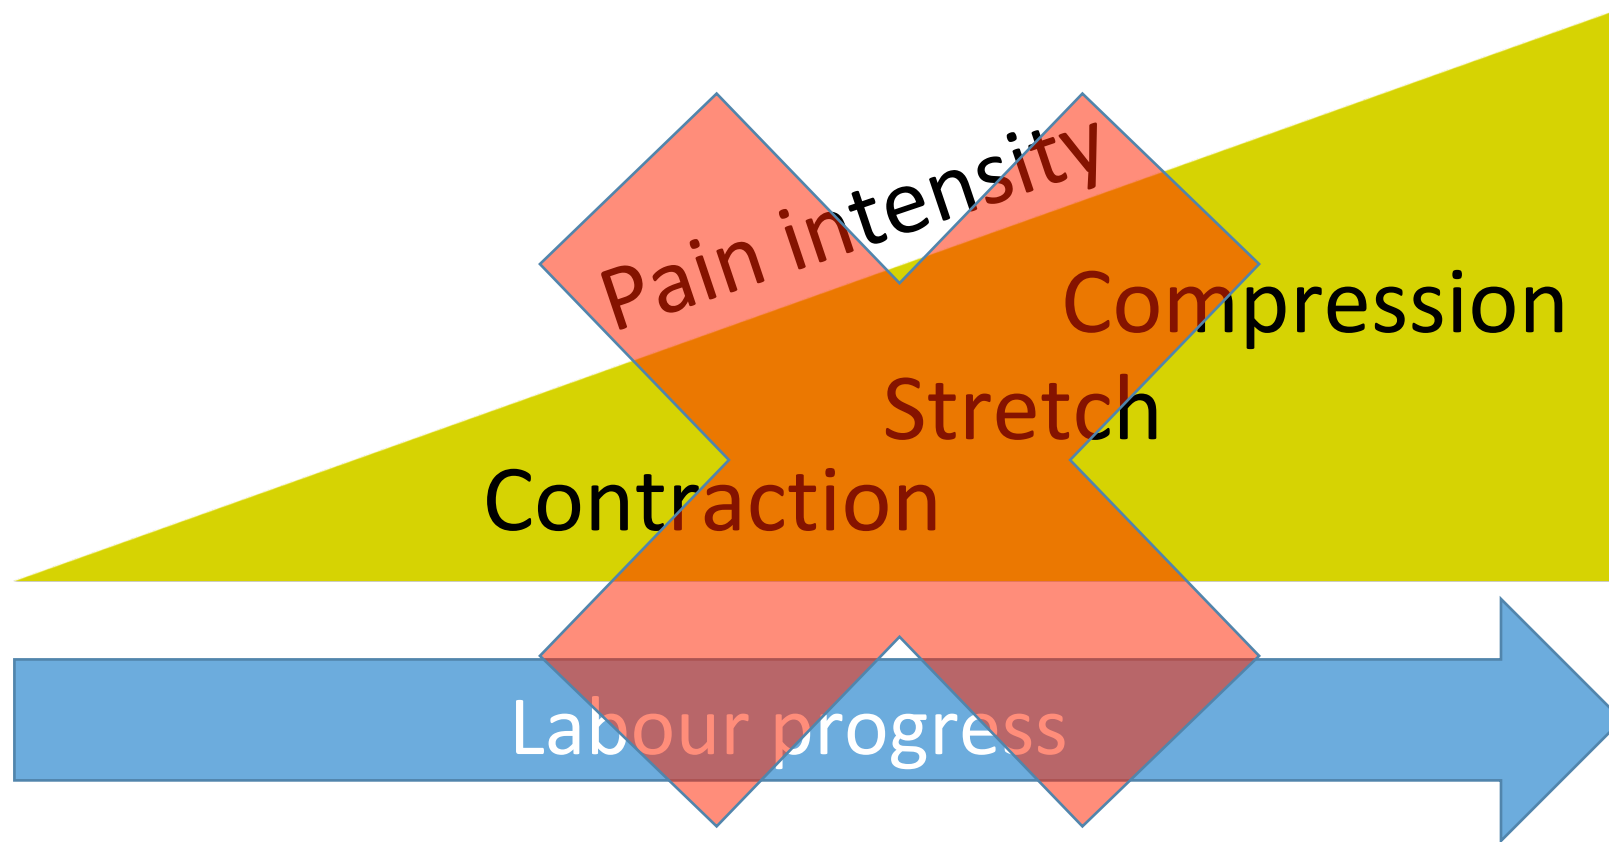 Pain intensity
Compression
Stretch
Contraction
Labour progress